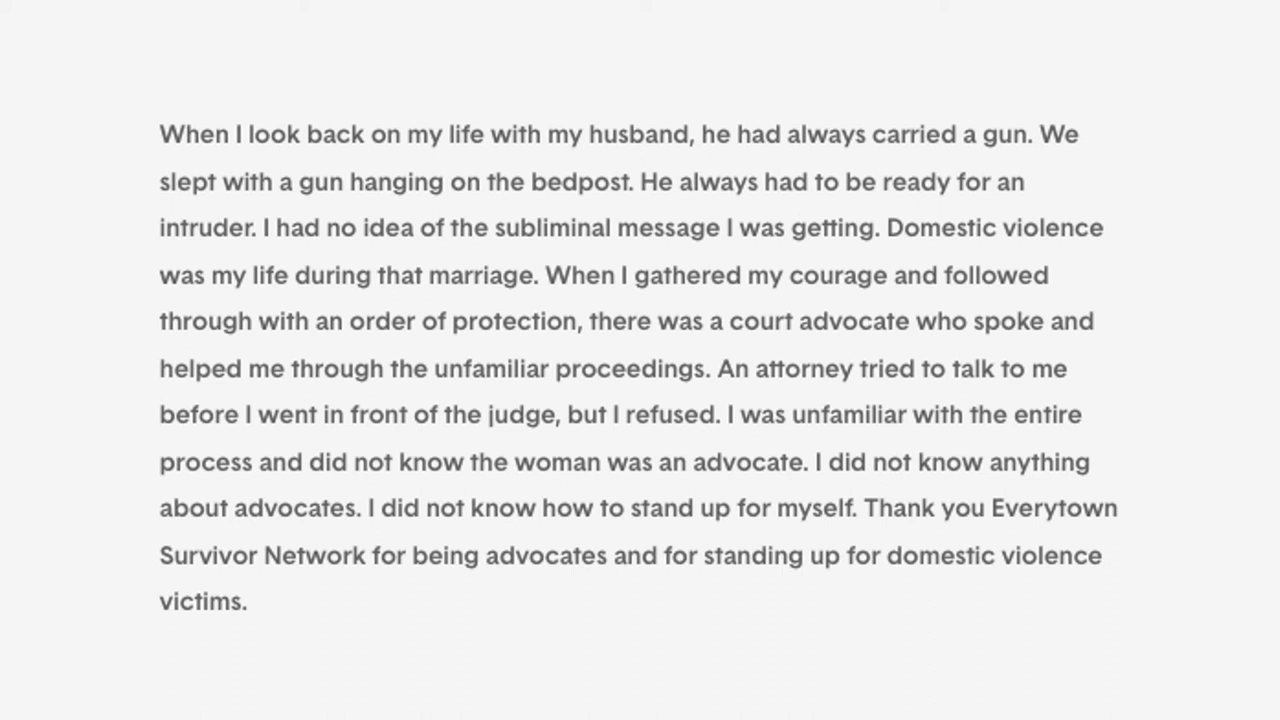 When I look back on my life with my husband, he had always carried a gun. We
slept with a gun hanging on the bedpost. He always had to be ready for an
intruder. I had no idea of the subliminal message I was getting. Domestic violence
was my life during that marriage. When I gathered my courage and followed
through with an order of protection, there was a court advocate who spoke and
helped me through the unfamiliar proceedings. An attorney tried to talk to me
before I went in front of the judge, but I refused. I was unfamiliar with the entire
process and did not know the woman was an advocate. I did not know anything
about advocates. I did not know how to stand up for myself. Thank you Everytown
Survivor Network for being advocates and for standing up for domestic violence
victims.